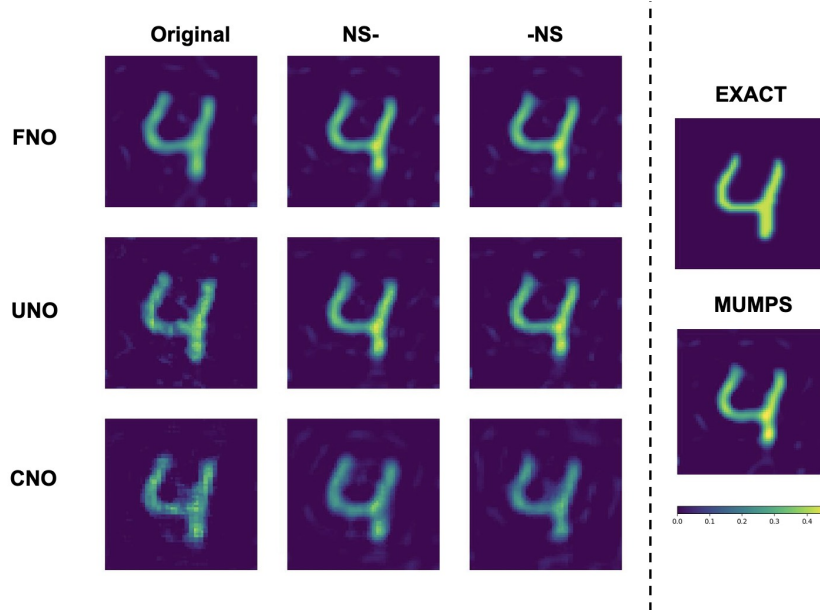 Original NS- -NS
FNO
EXACT
UNO
MUMPS
CNO
0.0 0.1 0.2 0.3 0.4